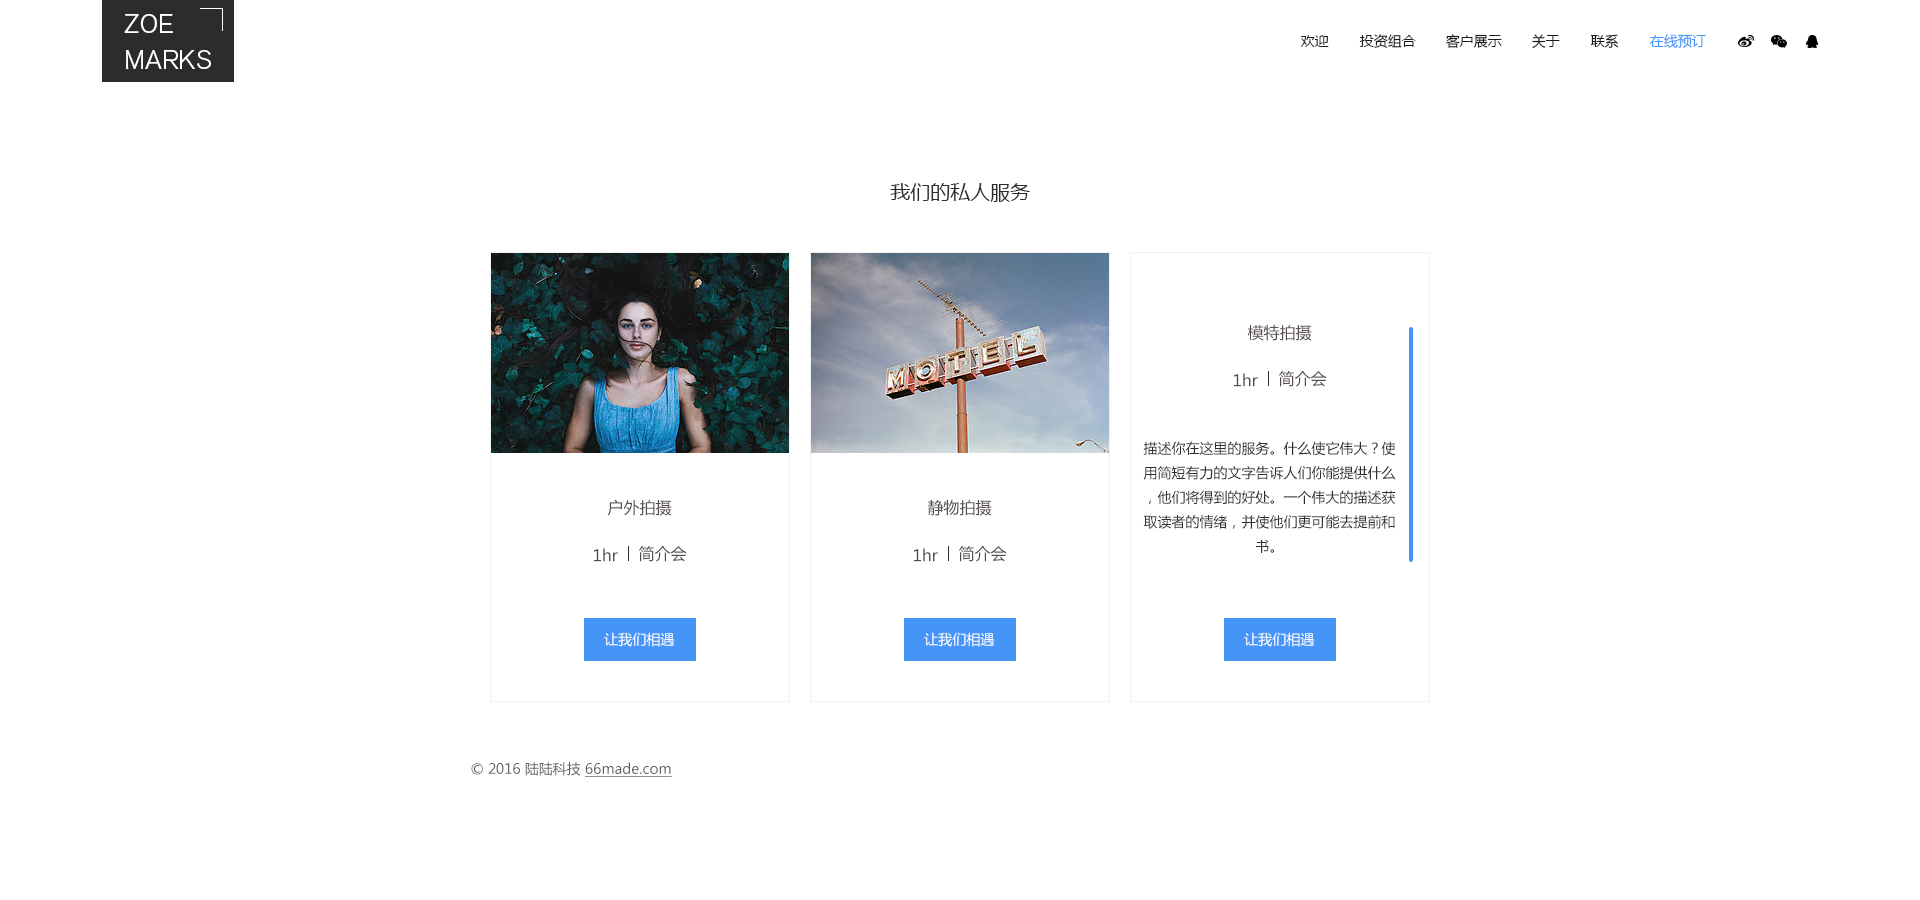 ZOE
MARKS
欢迎 投资组合 客户展示 关于 联系 在线预订
我们的私人服务
MOTEL
户外拍摄
1hr | 简介会
让我们相遇
静物拍摄
1hr | 简介会
让我们相遇
模特拍摄
1hr | 简介会
描述你在这里的服务。什么使它伟大？使
用简短有力的文字告诉人们你能提供什么
，他们将得到的好处。一个伟大的描述获
取读者的情绪，并使他们更可能去提前和
书。
让我们相遇
© 2016 陆陆科技 66made.com